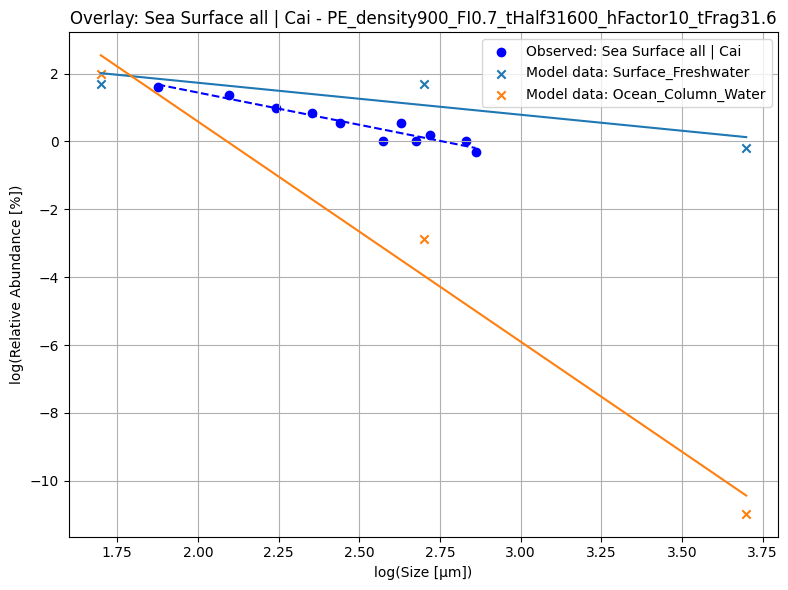 Overlay: Sea Surface all | Cai - PE_density900_FI0.7_tHalf31600_hFactor10_tFrag31.6
Observed: Sea Surface all | Cai
Model data: Surface_Freshwater
Model data: Ocean_Column_Water
log(Relative Abundance [%])
2
0
−2
−4
−6
−8
−10
1.75 2.00 2.25 2.50 2.75 3.00 3.25 3.50 3.75
log(Size [µm])